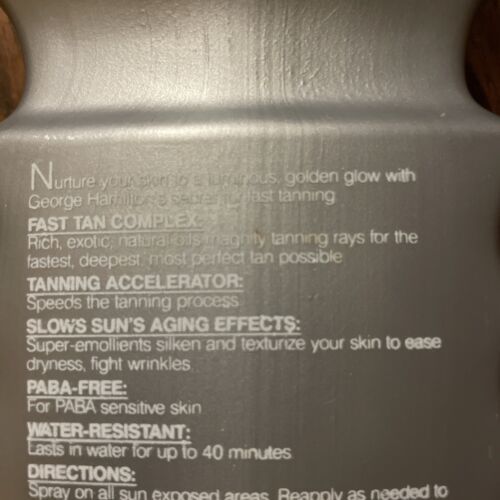 Nurture your skin to a luminous, golden glow with
George Hamilton's secret for fast tanning
FAST TAN COMPLEX:
Rich, exotic, natural oils magnify tanning rays for the
fastest, deepest, most perfect tan possible
TANNING ACCELERATOR:
Speeds the tanning process
SLOWS SUN'S AGING EFFECTS:
Super-emollients silken and texturize your skin to ease
dryness, fight wrinkles
PABA-FREE:
For PABA sensitive skin
WATER-RESISTANT:
Lasts in water for up to 40 minutes
DIRECTIONS:
Spray on all sun exposed areas. Reapply as needed to